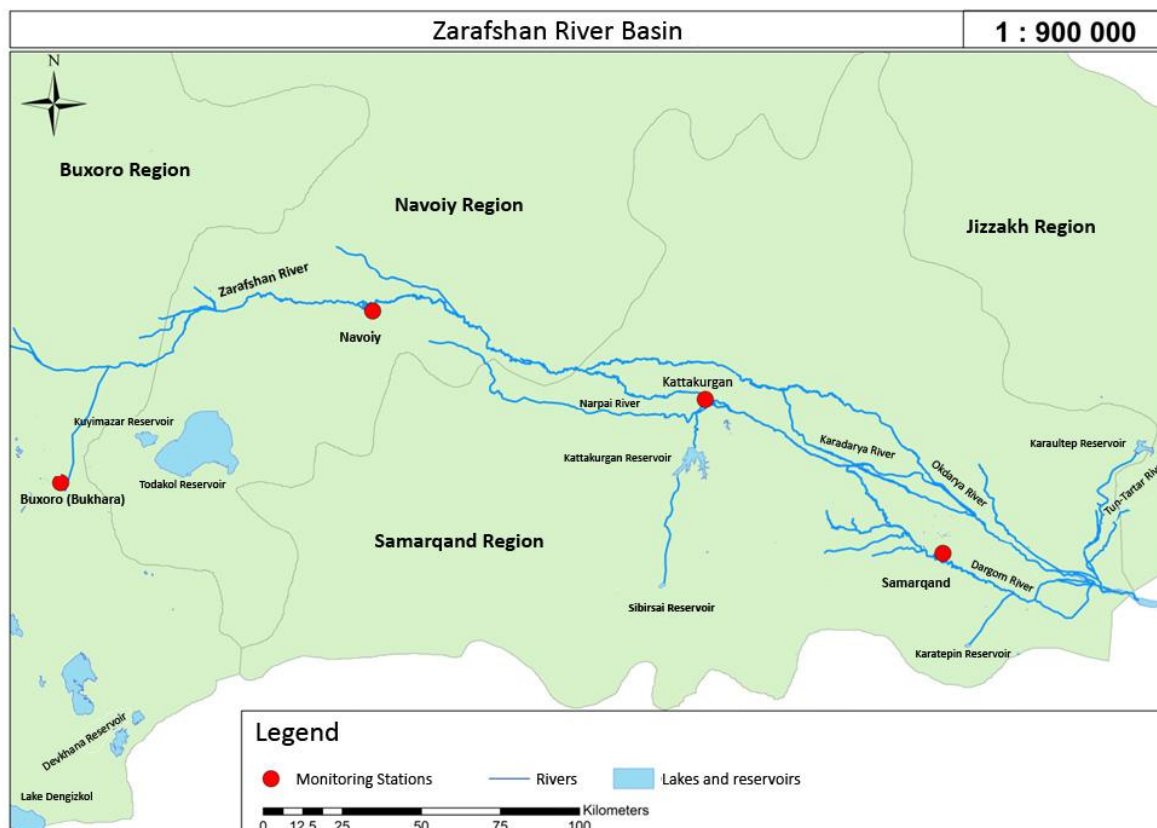 Zarafshan River Basin
1 : 900 000
N
Buxoro Region
Navoiy Region
Jizzakh Region
Zarafshan River
Navoiy
Kattakurgan
Narpai River
Kuyimazar Reservoir
Karadarya River
Karaultep Reservoir
Kattakurgan Reservoir
Okdarya River
Todakol Reservoir
Tun-Tartar Riv
Buxoro (Bukhara)
Samarqand Region
Samarqand
Dargom River
Sibirsai Reservoir
Karatepin Reservoir
Devkhana Reservoir
Lake Dengizkol
Legend
Monitoring Stations
Rivers
Lakes and reservoirs
Kilometers
0 12.5 25 50 75 100